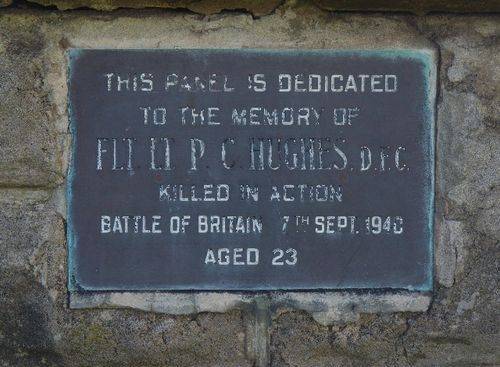 THIS PANEL IS DEDICATED
TO THE MEMORY OF
FLT LT P. C. HUGHES. D.F.C.
KILLED IN ACTION
BATTLE OF BRITAIN 7TH SEPT. 1940
AGED 23